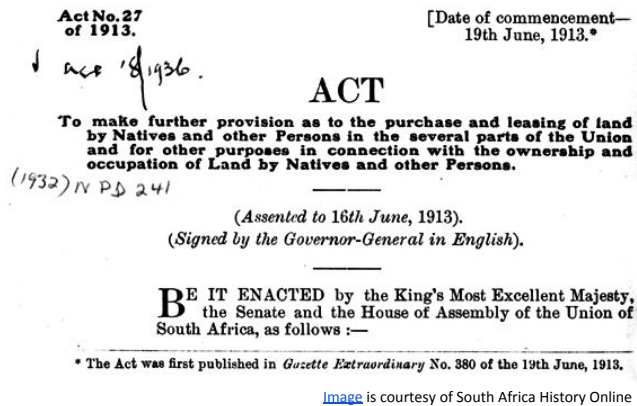 Act No. 27
of 1913.
[Date of commencement—
19th June, 1913.*
Act 18/1936.
ACT
To make further provision as to the purchase and leasing of land
by Natives and other Persons in the several parts of the Union
and for other purposes in connection with the ownership and
occupation of Land by Natives and other Persons.
(1932) N PD 241
(Assented to 16th June, 1913).
(Signed by the Governor-General in English).
BE IT ENACTED by the King's Most Excellent Majesty,
the Senate and the House of Assembly of the Union of
South Africa, as follows :—
* The Act was first published in Gazette Extraordinary No. 380 of the 19th June, 1913.
Image is courtesy of South Africa History Online